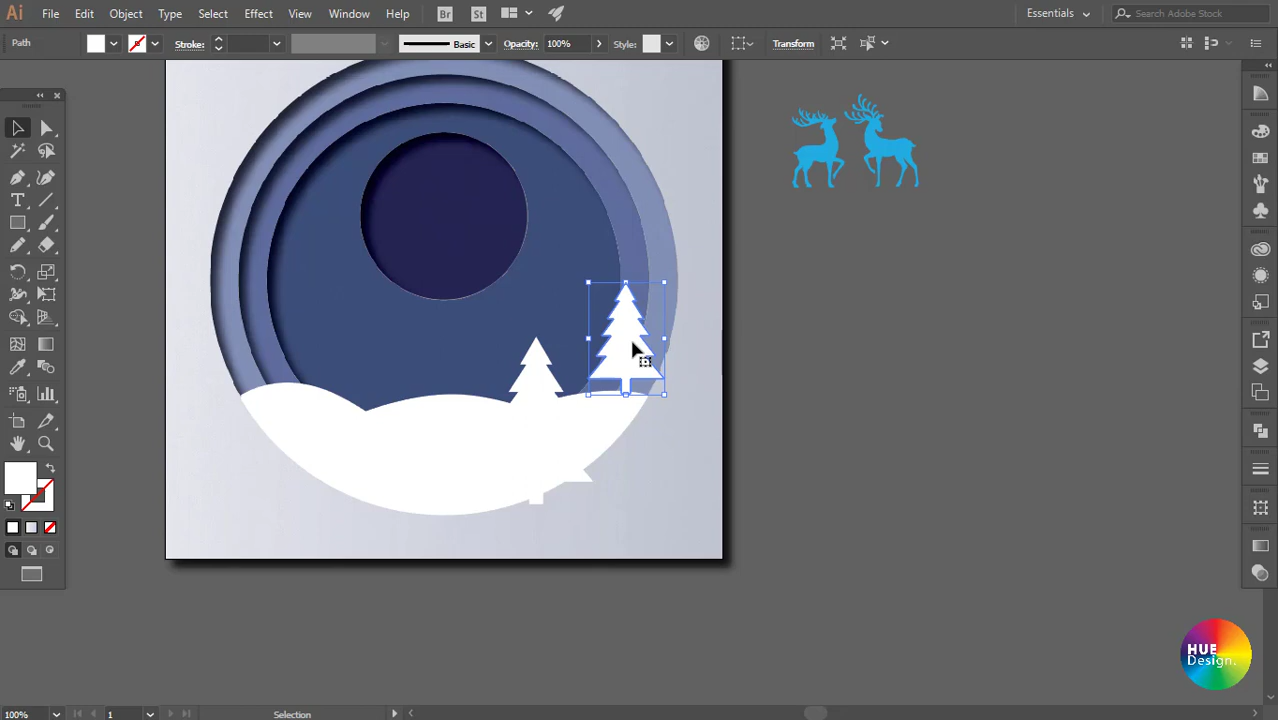 Ai File Edit Object Type Select Effect View Window Help Br St Essentials Search Adobe Stock
Path Stroke: Basic Opacity: 100% Style: Transform
T
HUE
Design.
100% 1 Selection